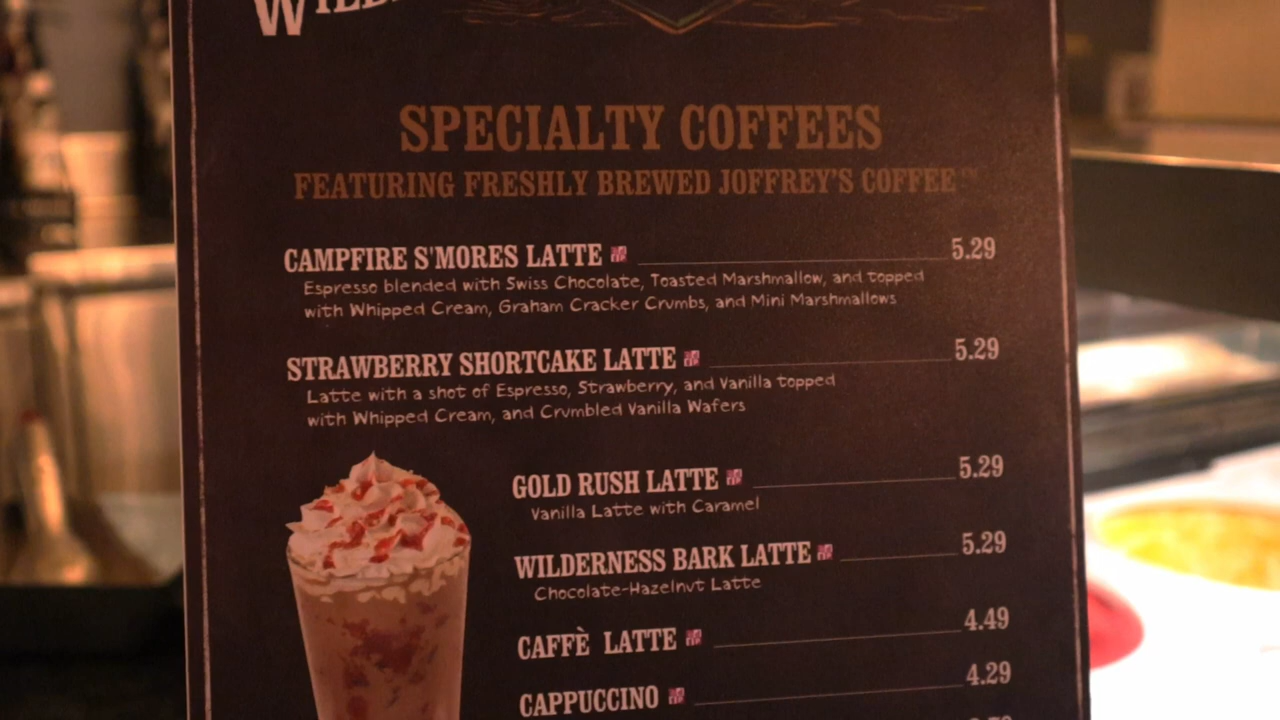 SPECIALTY COFFEES
FEATURING FRESHLY BREWED JOFFREY'S COFFEE™
CAMPFIRE S'MORES LATTE 5.29
Espresso blended with Swiss Chocolate, Toasted Marshmallow, and topped
with Whipped Cream, Graham Cracker Crumbs, and Mini Marshmallows
STRAWBERRY SHORTCAKE LATTE 5.29
Latte with a shot of Espresso, Strawberry, and Vanilla topped
with Whipped Cream, and Crumbled Vanilla Wafers
GOLD RUSH LATTE 5.29
Vanilla Latte with Caramel
WILDERNESS BARK LATTE 5.29
Chocolate-Hazelnut Latte
CAFFÈ LATTE 4.49
CAPPUCCINO 4.29